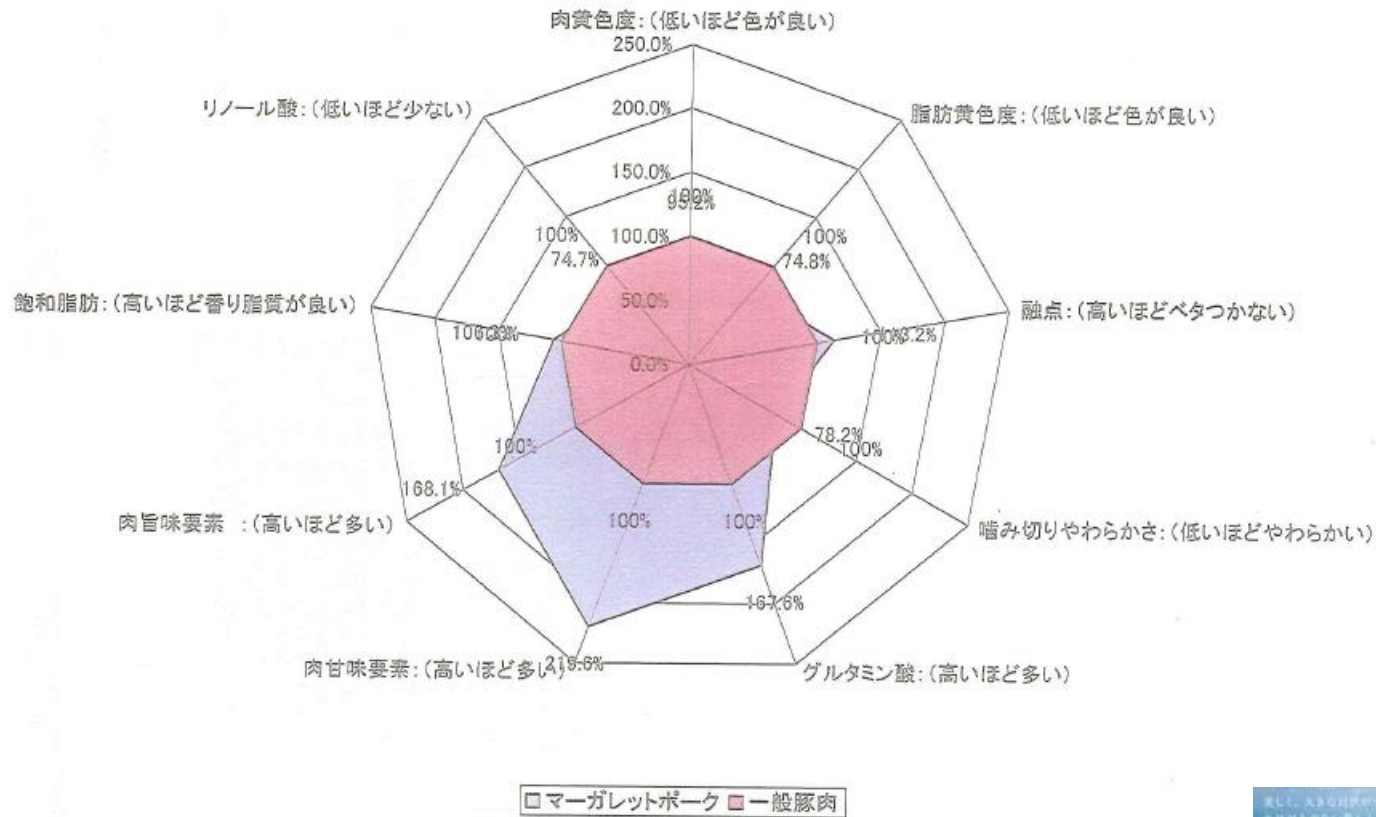 肉黄色度:(低いほど色が良い)
250.0%
リノール酸:(低いほど少ない)
200.0%
脂肪黄色度:(低いほど色が良い)
150.0%
100%
95.2%
100%
100%
100.0%
74.7%
74.8%
飽和脂肪:(高いほど香り脂質が良い)
50.0%
融点:(高いほどベタつかない)
100%
0.0%
78.2%
100%
100%
168.1%
肉旨味要素 :(高いほど多い)
100%
100%
噛み切りやわらかさ:(低いほどやわらかい)
167.6%
肉甘味要素:(高いほど多い)
219.6%
グルタミン酸:(高いほど多い)
マーガレットポーク 一般豚肉